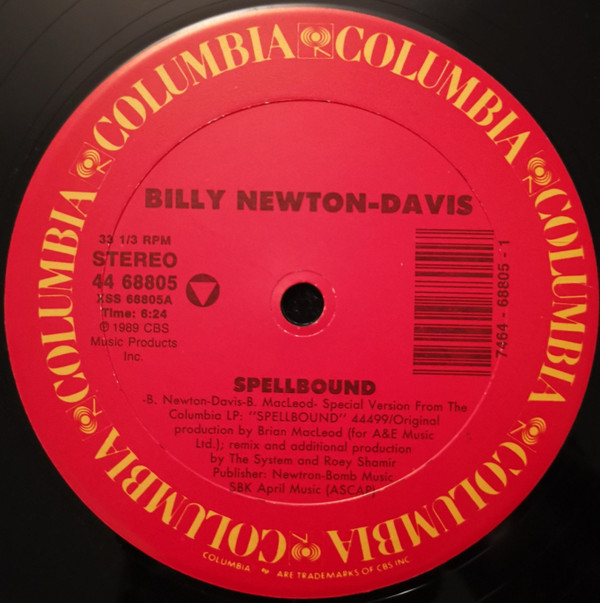 COLUMBIA COLUMBIA COLUMBIA COLUMBIA COLUMBIA COLUMBIA COLUMBIA
BILLY NEWTON-DAVIS
33 1/3 RPM
STEREO
44 68805
XSS 68805A
Time: 6:24
℗ 1989 CBS
Music Products
Inc.
7464 - 68805 - 1
SPELLBOUND
-B. Newton-Davis-B. MacLeod- Special Version From The
Columbia LP: "SPELLBOUND" 44499/Original
production by Brian MacLeod (for A&E Music
Ltd.); remix and additional production
by The System and Roey Shamir
Publisher: Newtron-Bomb Music
SBK April Music (ASCAP)
COLUMBIA ARE TRADEMARKS OF CBS INC